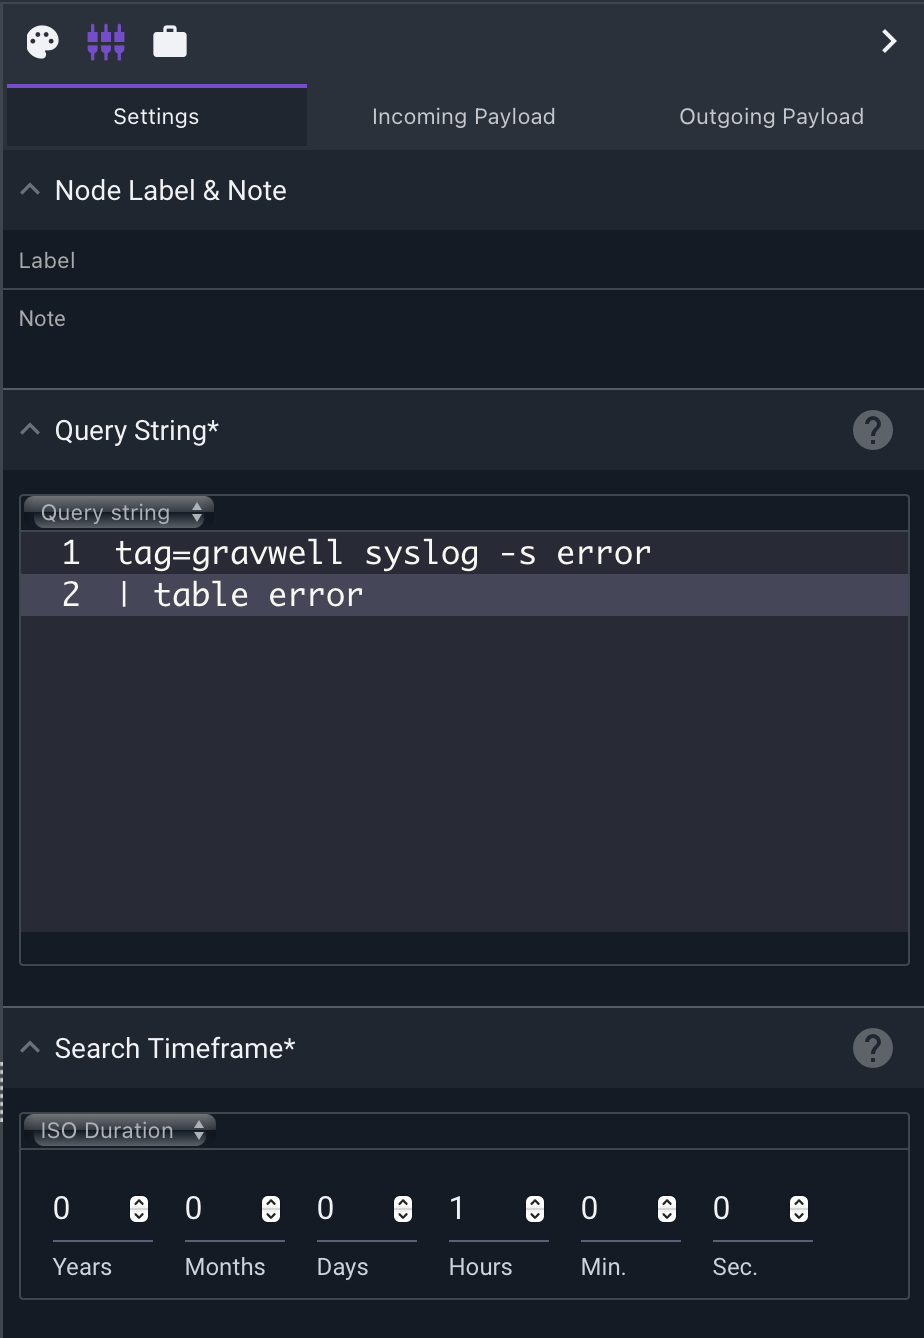 Settings Incoming Payload Outgoing Payload
Node Label & Note
Label
Note
Query String*
?
Query string
1 tag=gravwell syslog -s error
2 | table error
Search Timeframe*
?
ISO Duration
0 0 0 1 0 0
Years Months Days Hours Min. Sec.